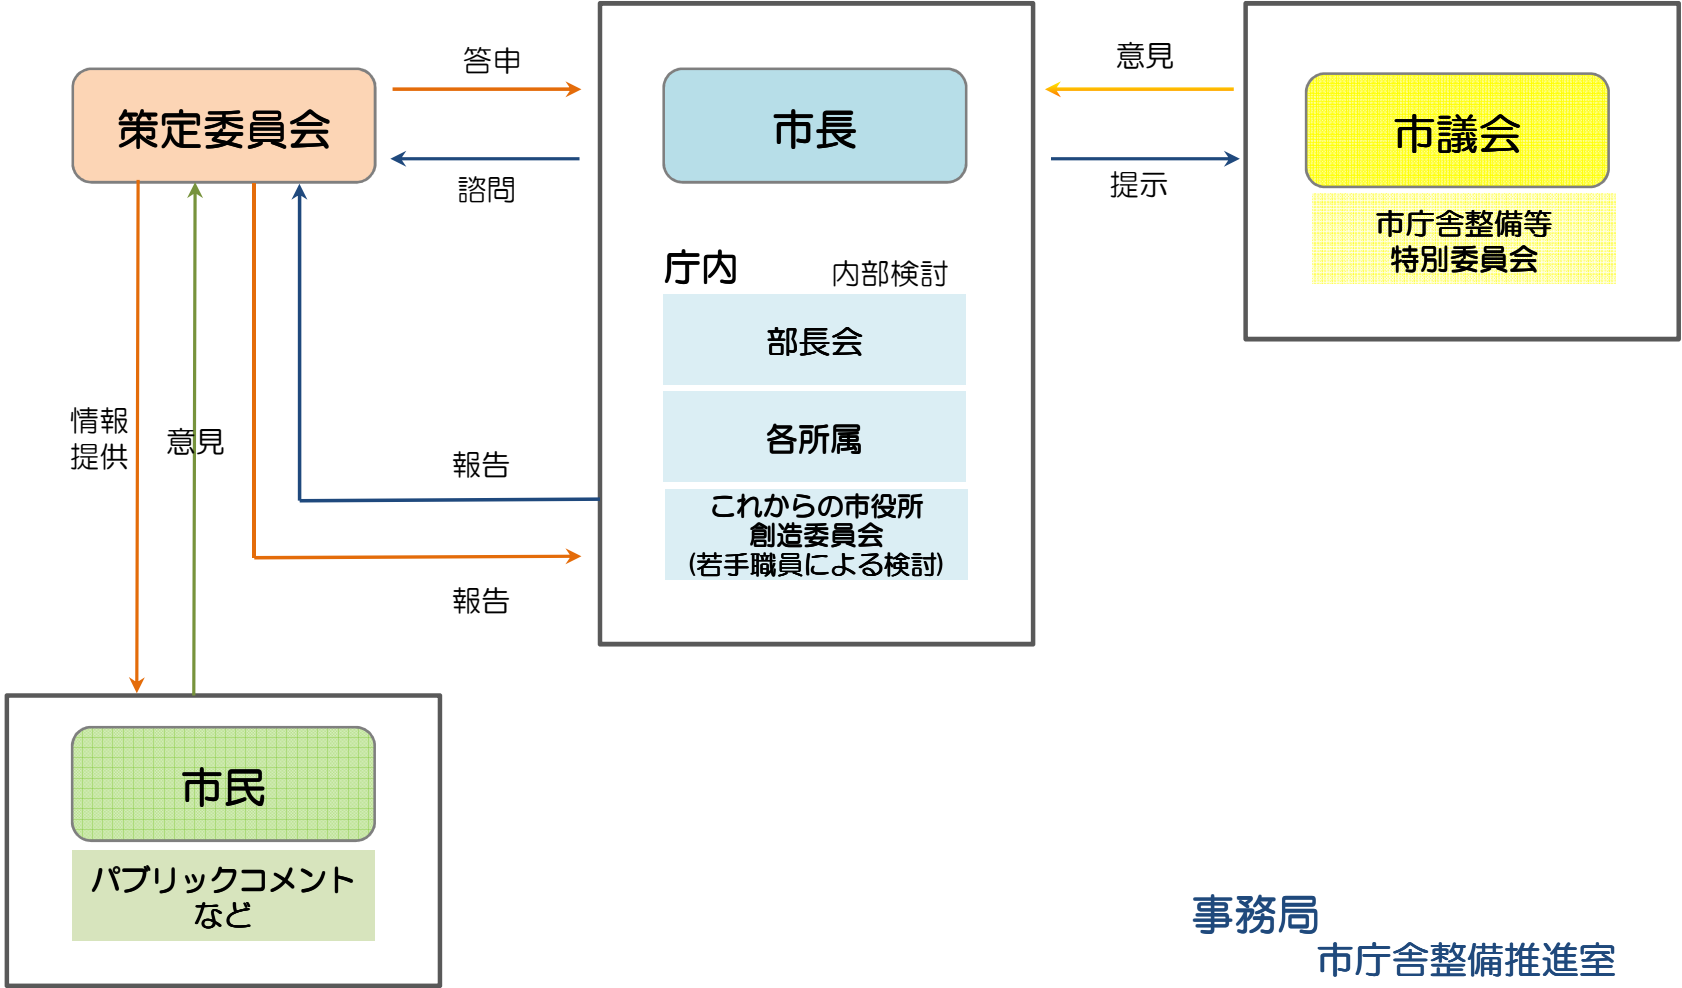 答申
策定委員会
諮問
市長
意見
提示
市議会
市庁舎整備等
特別委員会
庁内
内部検討
部長会
各所属
これからの市役所
創造委員会
(若手職員による検討)
情報
提供
意見
報告
報告
市民
パブリックコメント
など
事務局
市庁舎整備推進室